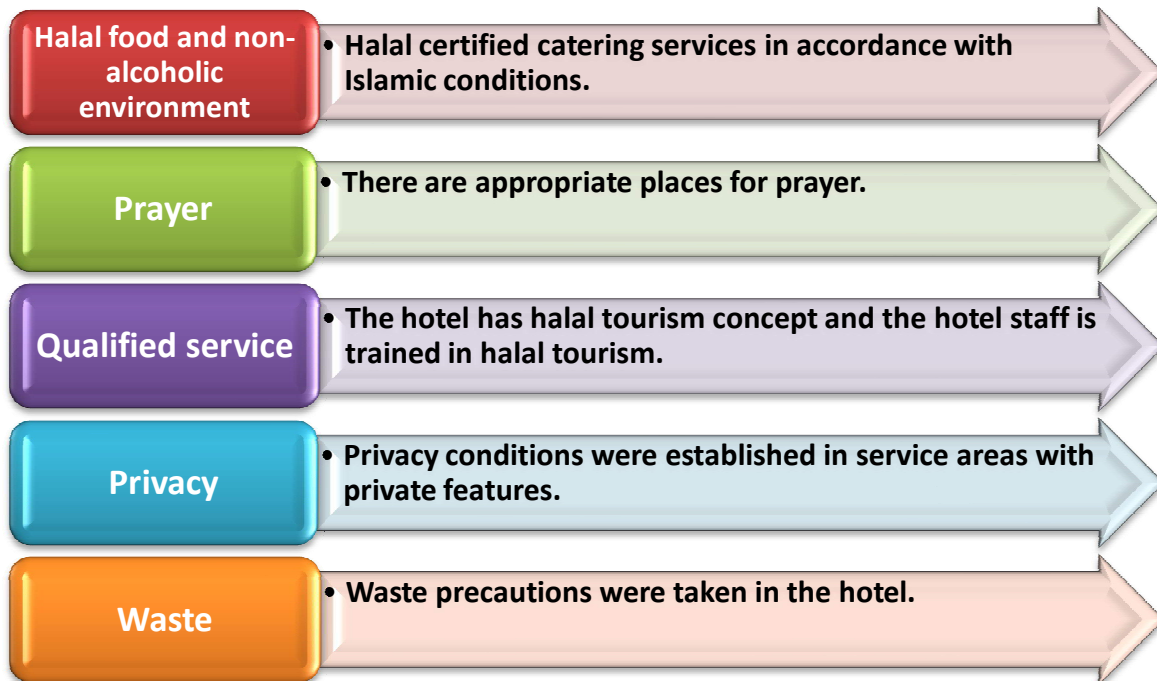 Halal food and non-
alcoholic
environment
• Halal certified catering services in accordance with
Islamic conditions.
Prayer
• There are appropriate places for prayer.
Qualified service
• The hotel has halal tourism concept and the hotel staff is
trained in halal tourism.
Privacy
• Privacy conditions were established in service areas with
private features.
Waste
• Waste precautions were taken in the hotel.